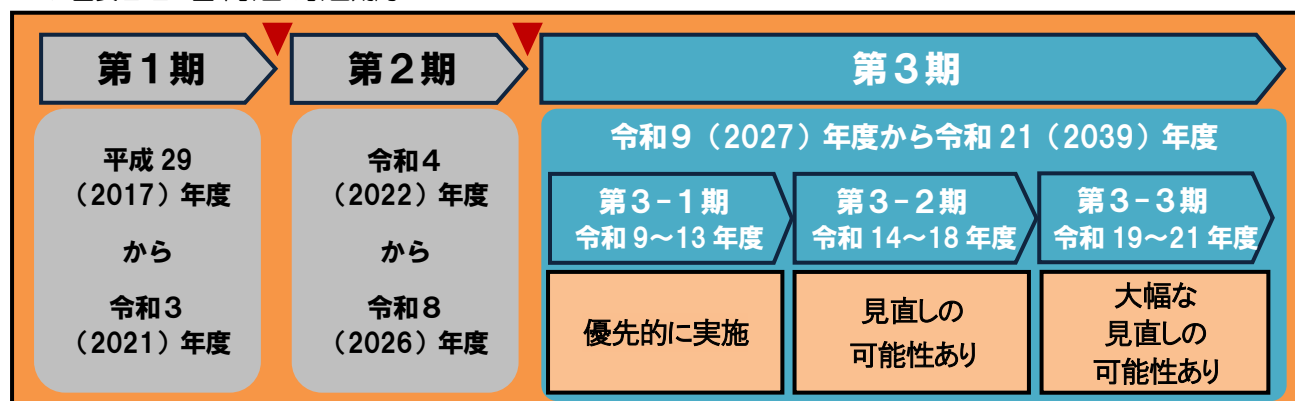 第１期
第２期
第３期
平成 29
（2017）年度
から
令和３
（2021）年度
令和４
（2022）年度
から
令和８
（2026）年度
令和９（2027）年度から令和 21（2039）年度
第３-１期
令和 9～13 年度
第３-２期
令和 14～18 年度
第３-３期
令和 19～21 年度
優先的に実施
見直しの
可能性あり
大幅な
見直しの
可能性あり